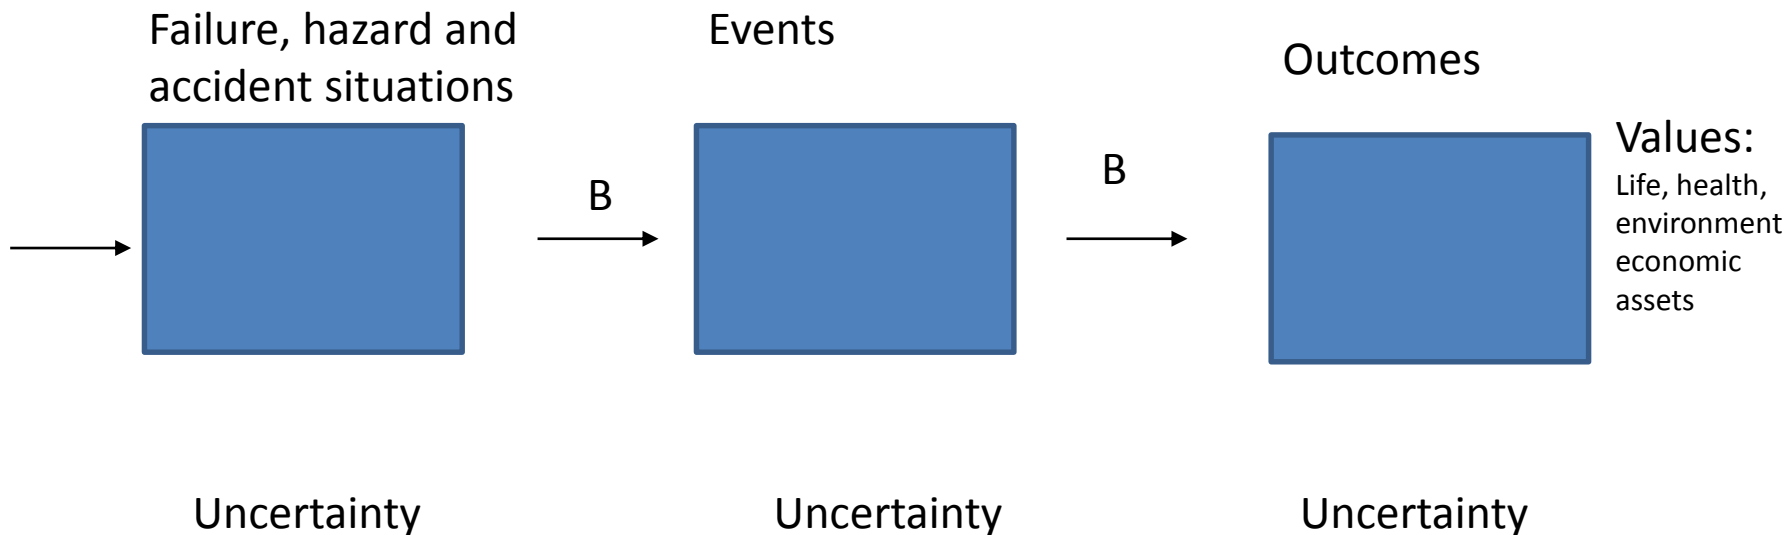 Failure, hazard and
accident situations
Events
Outcomes
Values:
Life, health,
environment
economic
assets
B
B
Uncertainty
Uncertainty
Uncertainty